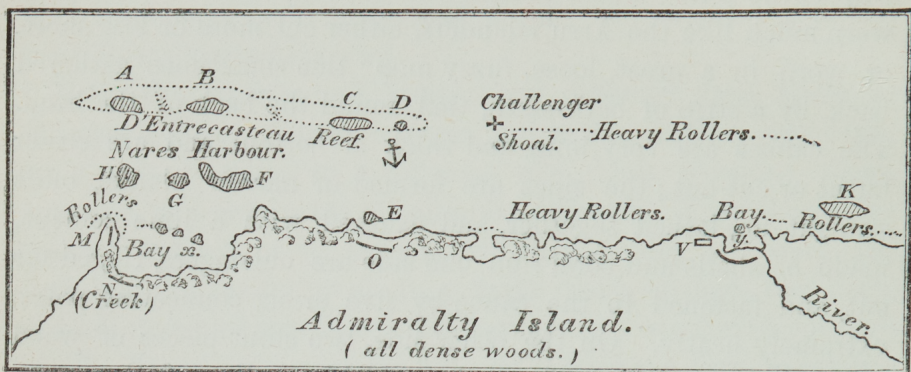 A B C D
Challenger
Shoal. Heavy Rollers.
D'Entrecasteau
Reef.
Nares Harbour.
H G F
Rollers
M
Bay x.
E
Heavy Rollers.
Bay
y.
K
Rollers.
O
V
N.
(Creek)
River.
Admiralty Island.
(all dense woods.)